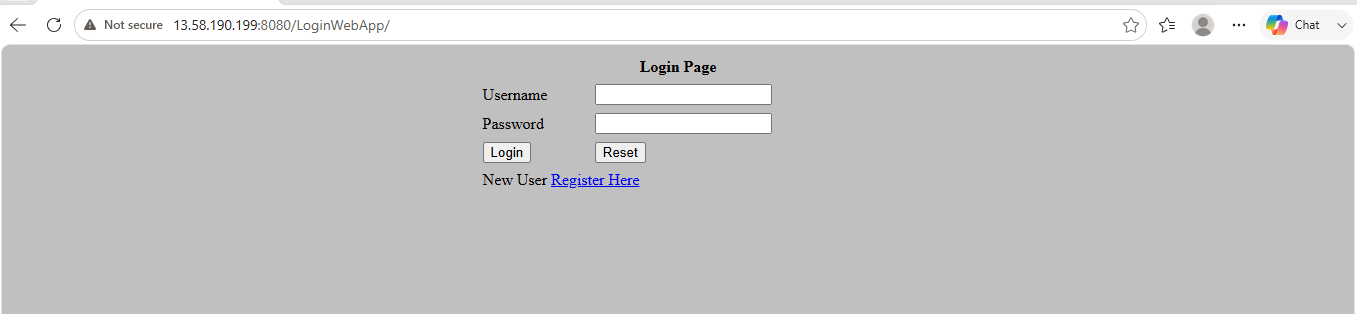 Not secure 13.58.190.199:8080/LoginWebApp/ Chat
Login Page
Username
Password
Login Reset
New User Register Here